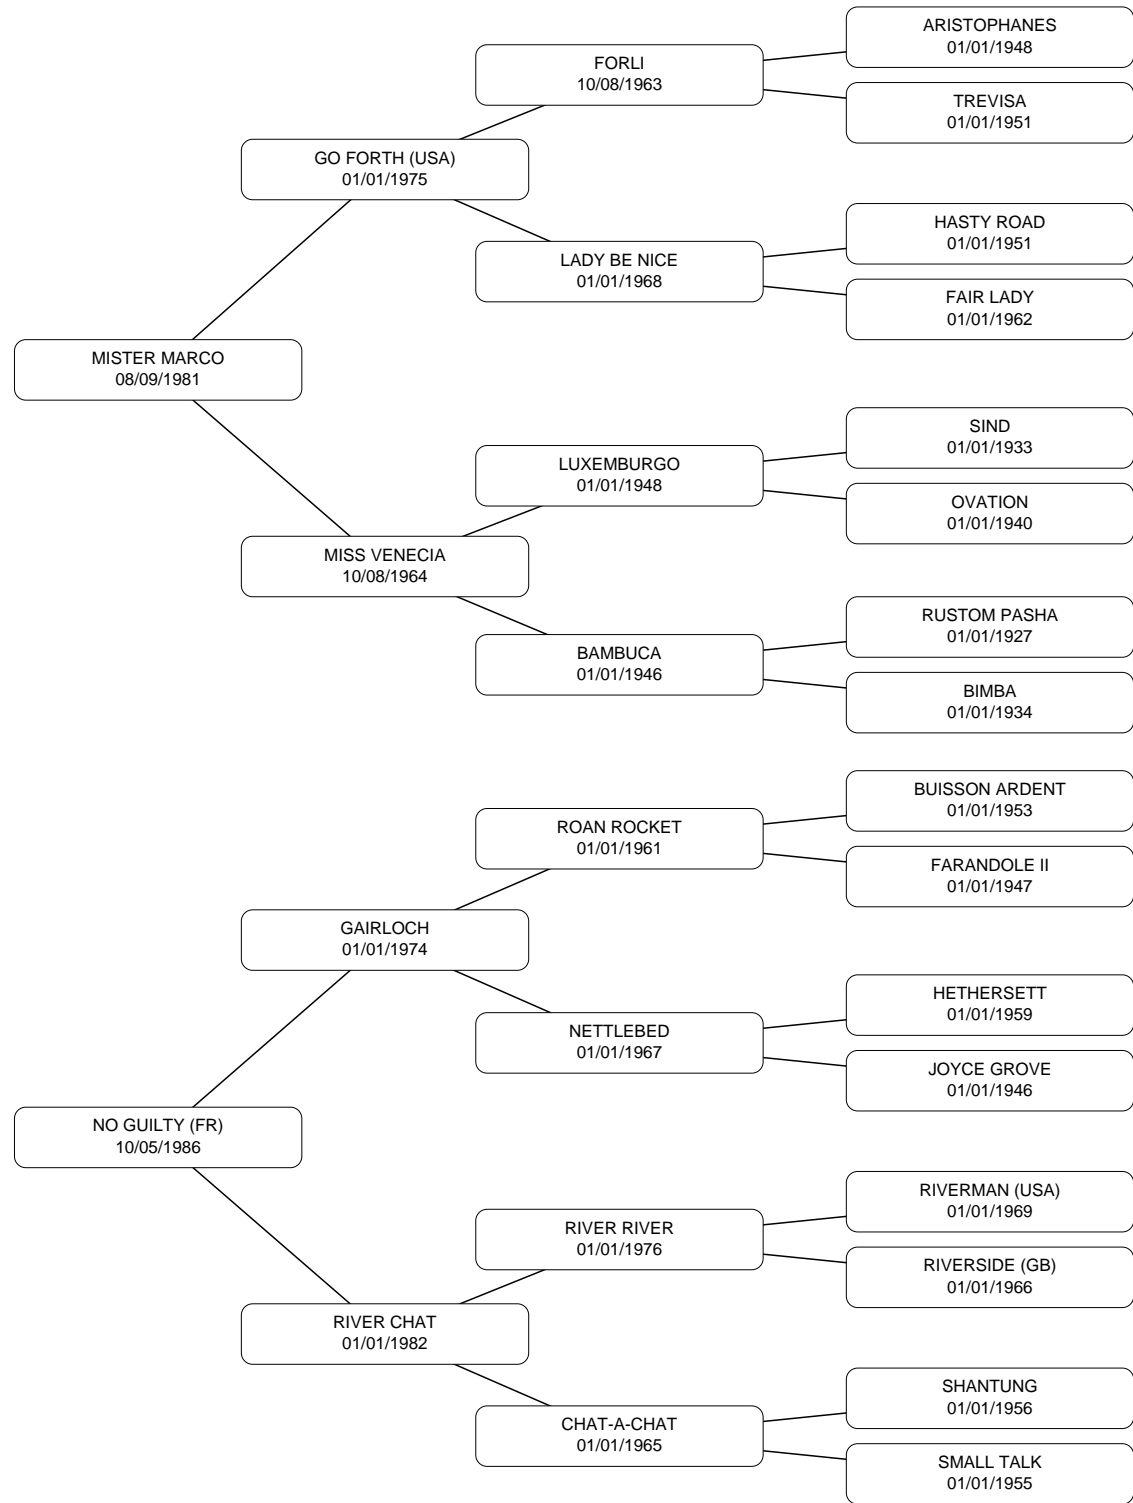 ARISTOPHANES
01/01/1948
FORLI
10/08/1963
TREVISA
01/01/1951
GO FORTH (USA)
01/01/1975
HASTY ROAD
01/01/1951
LADY BE NICE
01/01/1968
FAIR LADY
01/01/1962
MISTER MARCO
08/09/1981
SIND
01/01/1933
LUXEMBURGO
01/01/1948
OVATION
01/01/1940
MISS VENECIA
10/08/1964
RUSTOM PASHA
01/01/1927
BAMBUCA
01/01/1946
BIMBA
01/01/1934
BUISSON ARDENT
01/01/1953
ROAN ROCKET
01/01/1961
FARANDOLE II
01/01/1947
GAIRLOCH
01/01/1974
HETHERSETT
01/01/1959
NETTLEBED
01/01/1967
JOYCE GROVE
01/01/1946
NO GUILTY (FR)
10/05/1986
RIVERMAN (USA)
01/01/1969
RIVER RIVER
01/01/1976
RIVERSIDE (GB)
01/01/1966
RIVER CHAT
01/01/1982
SHANTUNG
01/01/1956
CHAT-A-CHAT
01/01/1965
SMALL TALK
01/01/1955